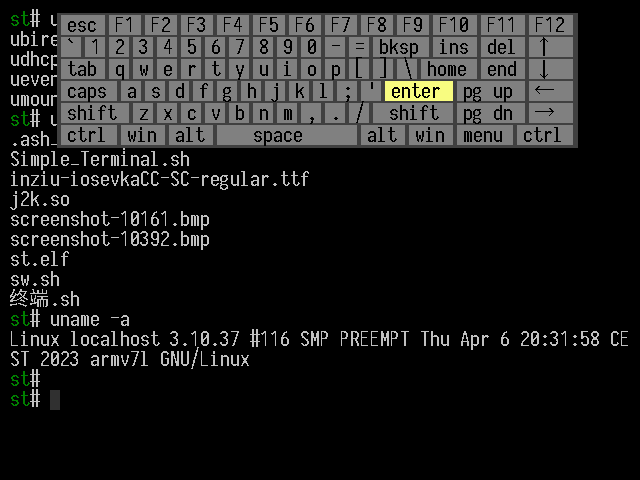 st# u
esc F1 F2 F3 F4 F5 F6 F7 F8 F9 F10 F11 F12
ubire
` 1 2 3 4 5 6 7 8 9 0 - = bksp ins del ↑
udhcp
tab q w e r t y u i o p [ ] \ home end ↓
ueven
caps a s d f g h j k l ; ' enter pg up ←
umoun
shift z x c v b n m , . / shift pg dn →
st# u
ctrl win alt space alt win menu ctrl
.ash_
Simple_Terminal.sh
inziu-iosevkaCC-SC-regular.ttf
j2k.so
screenshot-10161.bmp
screenshot-10392.bmp
st.elf
sw.sh
终端.sh
st# uname -a
Linux localhost 3.10.37 #116 SMP PREEMPT Thu Apr 6 20:31:58 CE
ST 2023 armv7l GNU/Linux
st#
st#